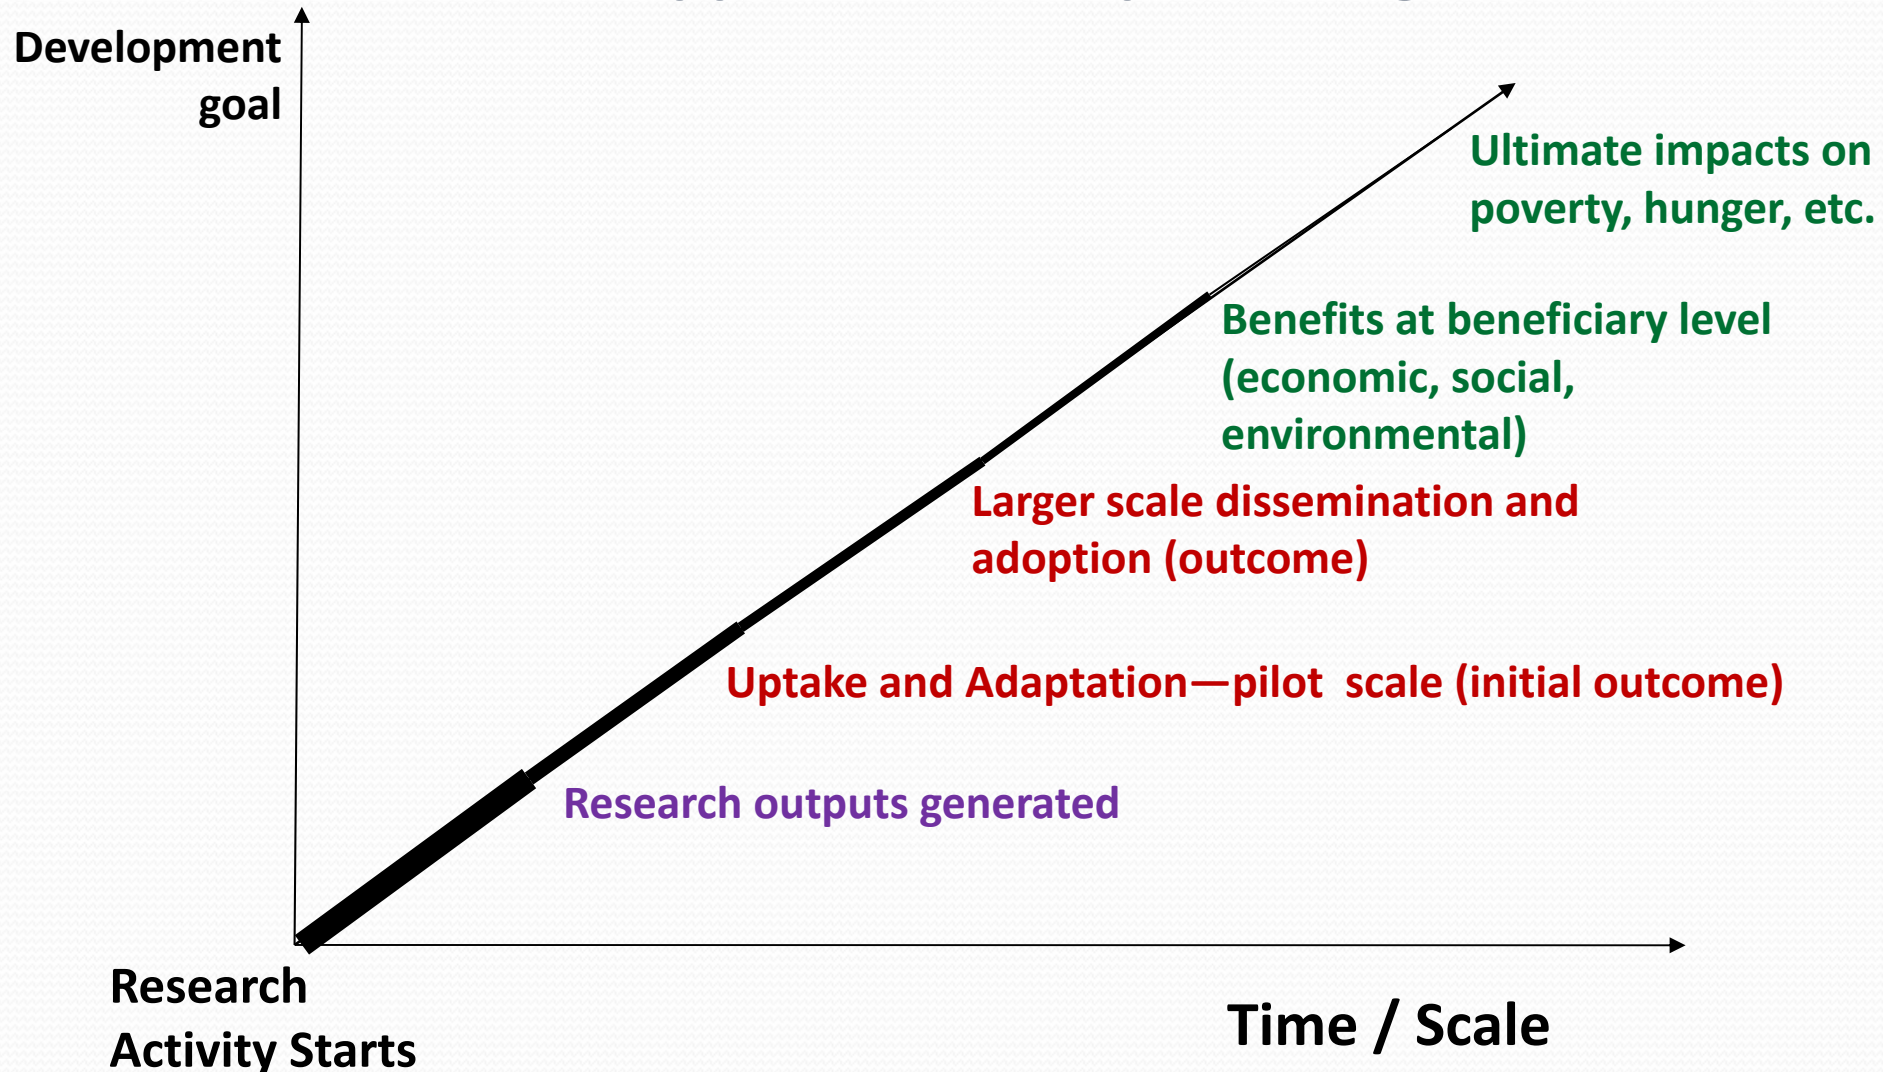 Development
goal
Ultimate impacts on
poverty, hunger, etc.
Benefits at beneficiary level
(economic, social,
environmental)
Larger scale dissemination and
adoption (outcome)
Uptake and Adaptation—pilot  scale (initial outcome)
Research outputs generated
Research
Activity Starts
Time / Scale